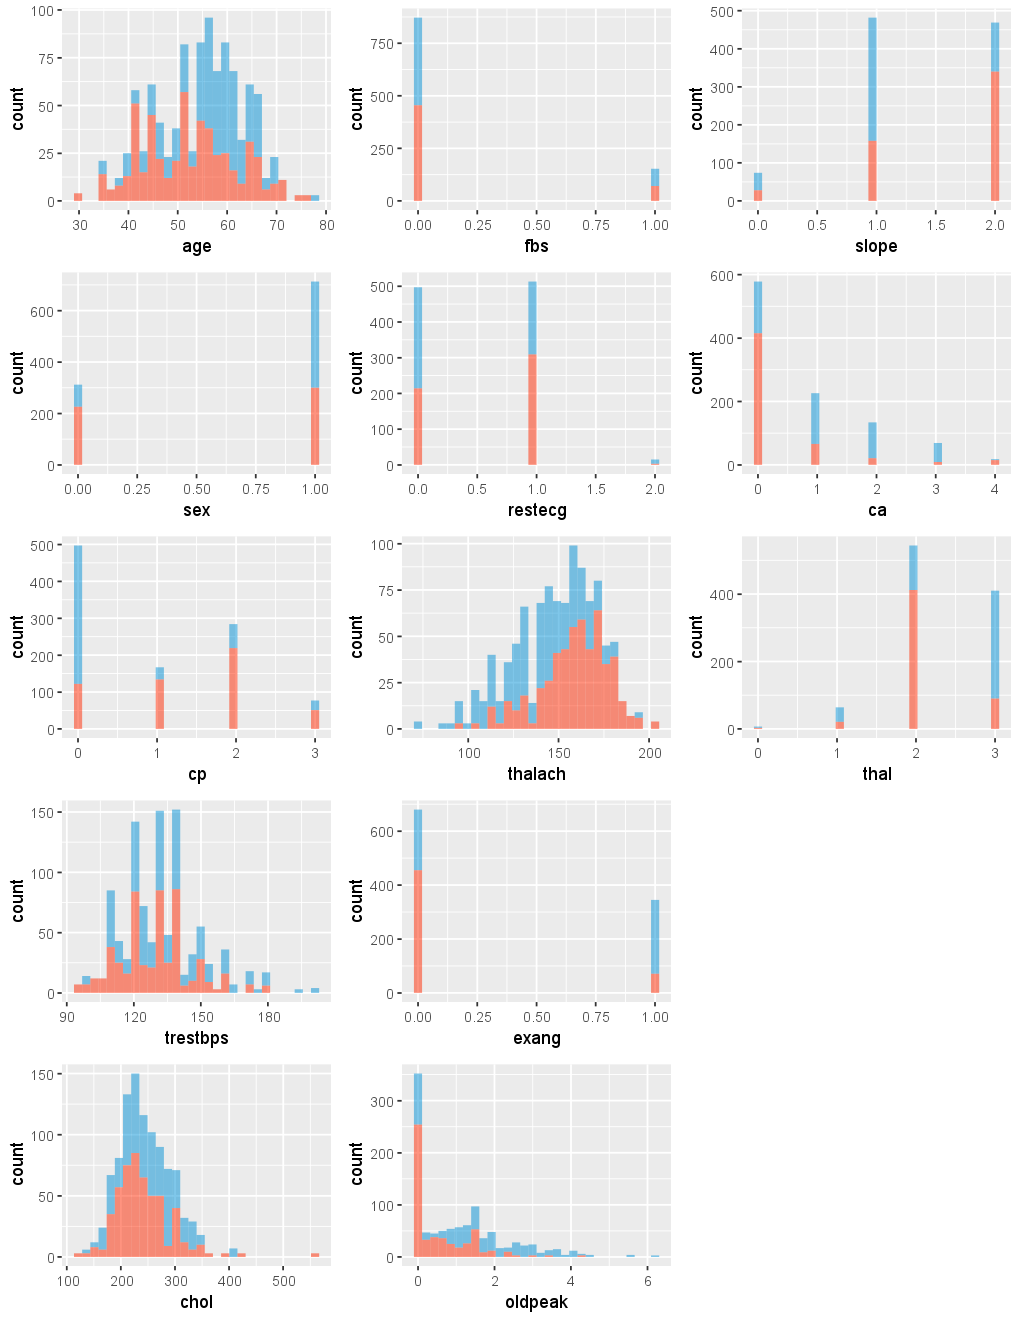 count
100
75
50
25
0
30 40 50 60 70 80
age
count
750
500
250
0
0.00 0.25 0.50 0.75 1.00
fbs
count
500
400
300
200
100
0
0.0 0.5 1.0 1.5 2.0
slope
count
600
400
200
0
0.00 0.25 0.50 0.75 1.00
sex
count
500
400
300
200
100
0
0.0 0.5 1.0 1.5 2.0
restecg
count
600
400
200
0
0 1 2 3 4
ca
count
500
400
300
200
100
0
0 1 2 3
cp
count
100
75
50
25
0
100 150 200
thalach
count
400
200
0
0 1 2 3
thal
count
150
100
50
0
90 120 150 180
trestbps
count
600
400
200
0
0.00 0.25 0.50 0.75 1.00
exang
count
150
100
50
0
100 200 300 400 500
chol
count
300
200
100
0
0 2 4 6
oldpeak